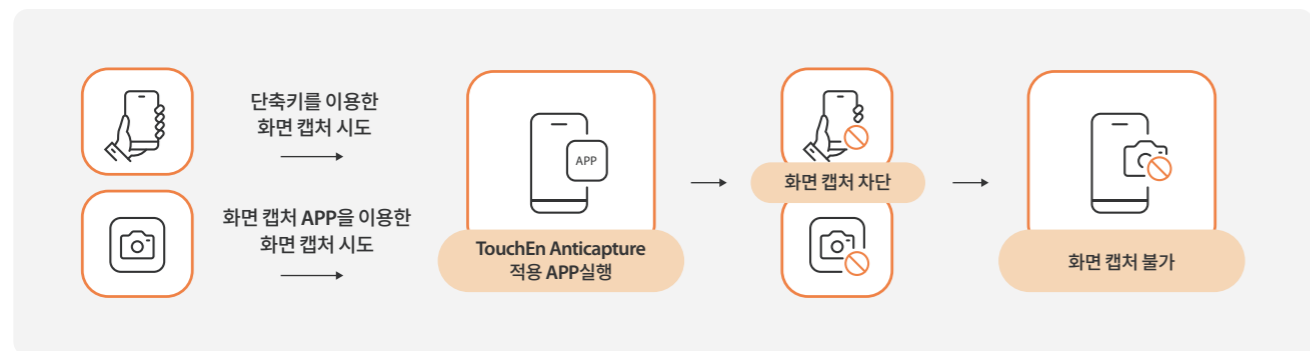 단축키를 이용한
화면 캡처 시도
화면 캡처 APP을 이용한
화면 캡처 시도
APP
TouchEn Anticapture
적용 APP실행
화면 캡처 차단
화면 캡처 불가